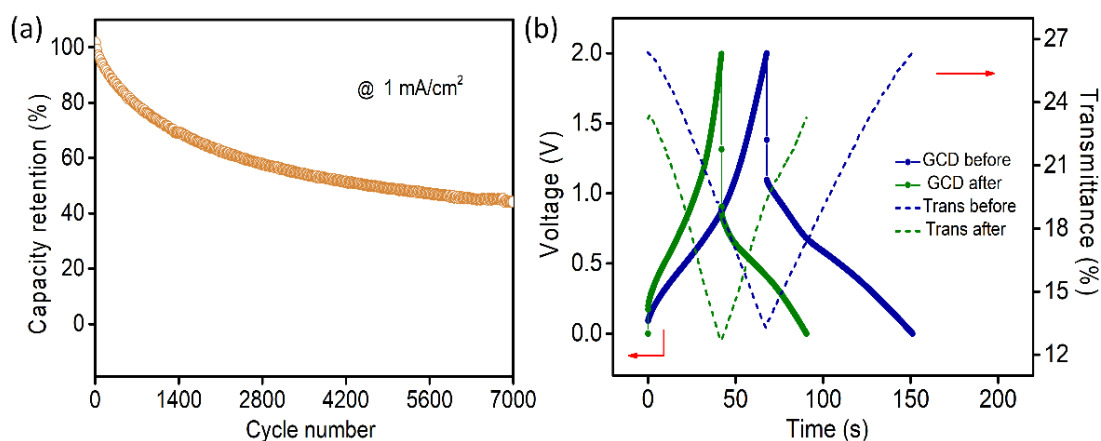 (a)
Capacity retention (%)
100
80
60
40
20
0
@ 1 mA/cm²
0 1400 2800 4200 5600 7000
Cycle number
(b)
Voltage (V)
2.0
1.5
1.0
0.5
0.0
GCD before
GCD after
Trans before
Trans after
27
24
21
18
15
12
Transmittance (%)
0 50 100 150 200
Time (s)